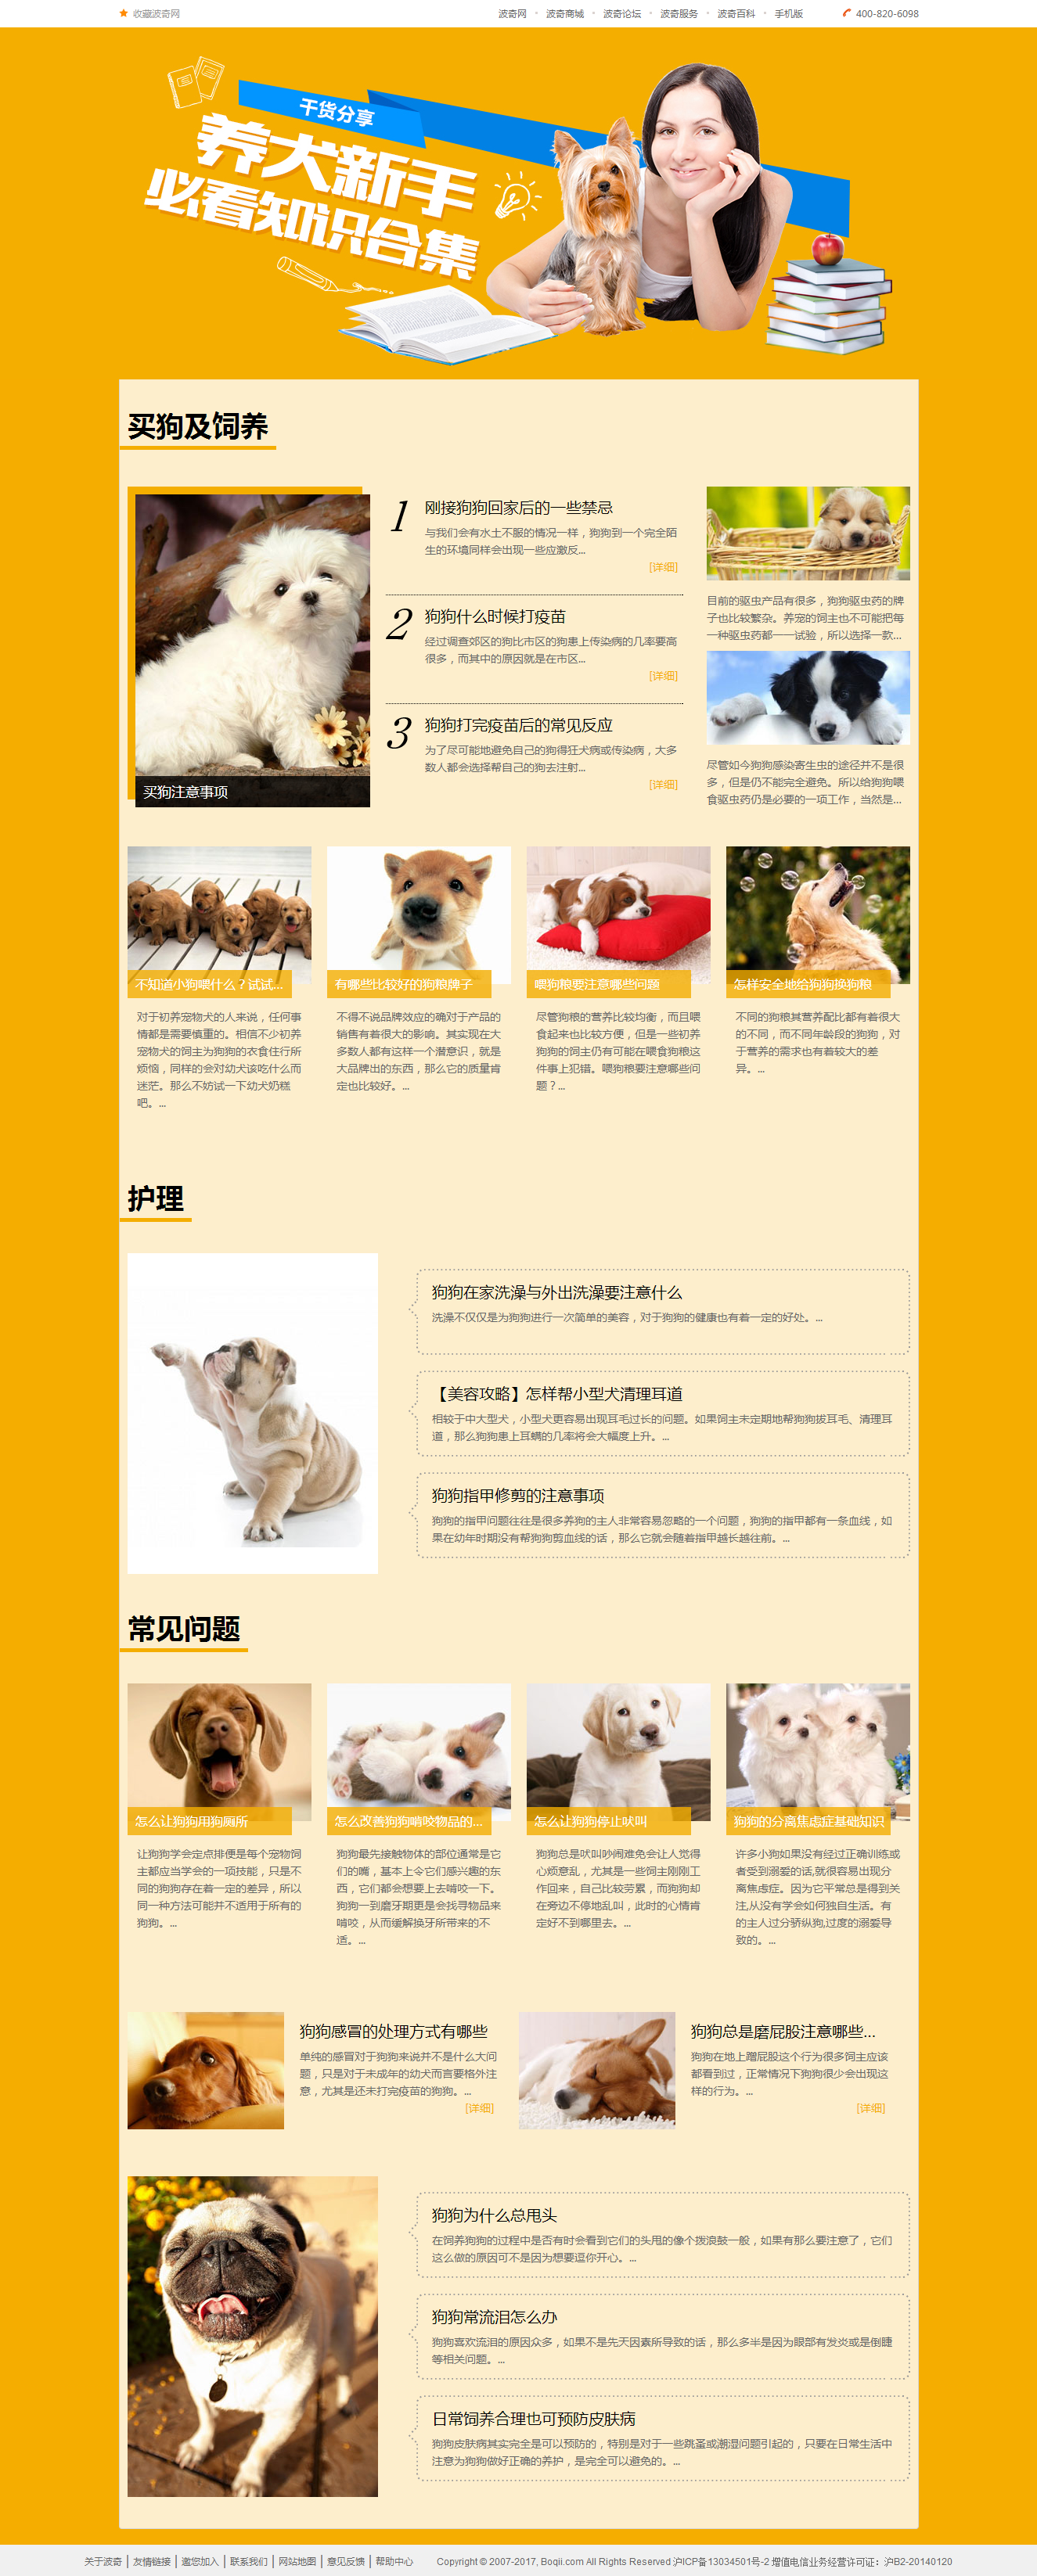 收藏波奇网
波奇网 • 波奇商城 • 波奇论坛 • 波奇服务 • 波奇百科 • 手机版
400-820-6098
干货分享
养犬新手
必看知识合集
买狗及饲养
买狗注意事项
1 刚接狗狗回家后的一些禁忌
与我们会有水土不服的情况一样，狗狗到一个完全陌
生的环境同样会出现一些应激反...
[详细]
2 狗狗什么时候打疫苗
经过调查郊区的狗比市区的狗患上传染病的几率要高
很多，而其中的原因就是在市区...
[详细]
3 狗狗打完疫苗后的常见反应
为了尽可能地避免自己的狗得狂犬病或传染病，大多
数人都会选择帮自己的狗去注射...
[详细]
目前的驱虫产品有很多，狗狗驱虫药的牌
子也比较繁杂。养宠的饲主也不可能把每
一种驱虫药都一一试验，所以选择一款...
尽管如今狗狗感染寄生虫的途径并不是很
多，但是仍不能完全避免。所以给狗狗喂
食驱虫药仍是必要的一项工作，当然是...
不知道小狗喂什么？试试...
对于初养宠物犬的人来说，任何事
情都是需要慎重的。相信不少初养
宠物犬的饲主为狗狗的衣食住行所
烦恼，同样的会对幼犬该吃什么而
迷茫。那么不妨试一下幼犬奶糕
吧。...
有哪些比较好的狗粮牌子
不得不说品牌效应的确对于产品的
销售有着很大的影响。其实现在大
多数人都有这样一个潜意识，就是
大品牌出的东西，那么它的质量肯
定也比较好。...
喂狗粮要注意哪些问题
尽管狗粮的营养比较均衡，而且喂
食起来也比较方便，但是一些初养
狗狗的饲主仍有可能在喂食狗粮这
件事上犯错。喂狗粮要注意哪些问
题？...
怎样安全地给狗狗换狗粮
不同的狗粮其营养配比都有着很大
的不同，而不同年龄段的狗狗，对
于营养的需求也有着较大的差
异。...
护理
狗狗在家洗澡与外出洗澡要注意什么
洗澡不仅仅是为狗狗进行一次简单的美容，对于狗狗的健康也有着一定的好处。...
【美容攻略】怎样帮小型犬清理耳道
相较于中大型犬，小型犬更容易出现耳毛过长的问题。如果饲主未定期地帮狗狗拔耳毛、清理耳
道，那么狗狗患上耳螨的几率将会大幅度上升。...
狗狗指甲修剪的注意事项
狗狗的指甲问题往往是很多养狗的主人非常容易忽略的一个问题，狗狗的指甲都有一条血线，如
果在幼年时期没有帮狗狗剪血线的话，那么它就会随着指甲越长越往前。...
常见问题
怎么让狗狗用狗厕所
让狗狗学会定点排便是每个宠物饲
主都应当学会的一项技能，只是不
同的狗狗存在着一定的差异，所以
同一种方法可能并不适用于所有的
狗狗。...
怎么改善狗狗啃咬物品的...
狗狗最先接触物体的部位通常是它
们的嘴，基本上令它们感兴趣的东
西，它们都会想要上去啃咬一下。
狗狗一到磨牙期更是会找寻物品来
啃咬，从而缓解换牙所带来的不
适。...
怎么让狗狗停止吠叫
狗狗总是吠叫吵闹难免会让人觉得
心烦意乱，尤其是一些饲主刚刚工
作回来，自己比较劳累，而狗狗却
在旁边不停地乱叫，此时的心情肯
定好不到哪里去。...
狗狗的分离焦虑症基础知识
许多小狗如果没有经过正确训练或
者受到溺爱的话,就很容易出现分
离焦虑症。因为它平常总是得到关
注,从没有学会如何独自生活。有
的主人过分骄纵狗,过度的溺爱导
致的。...
狗狗感冒的处理方式有哪些
单纯的感冒对于狗狗来说并不是什么大问
题，只是对于未成年的幼犬而言要格外注
意，尤其是还未打完疫苗的狗狗。...
[详细]
狗狗总是磨屁股注意哪些...
狗狗在地上蹭屁股这个行为很多饲主应该
都看到过，正常情况下狗狗很少会出现这
样的行为。...
[详细]
狗狗为什么总甩头
在饲养狗狗的过程中是否有时会看到它们的头甩的像个拨浪鼓一般，如果有那么要注意了，它们
这么做的原因可不是因为想要逗你开心。...
狗狗常流泪怎么办
狗狗喜欢流泪的原因众多，如果不是先天因素所导致的话，那么多半是因为眼部有发炎或是倒睫
等相关问题。...
日常饲养合理也可预防皮肤病
狗狗皮肤病其实完全是可以预防的，特别是对于一些跳蚤或潮湿问题引起的，只要在日常生活中
注意为狗狗做好正确的养护，是完全可以避免的。...
关于波奇 | 友情链接 | 邀您加入 | 联系我们 | 网站地图 | 意见反馈 | 帮助中心 Copyright © 2007-2017, Boqii.com All Rights Reserved 沪ICP备13034501号-2 增值电信业务经营许可证：沪B2-20140120